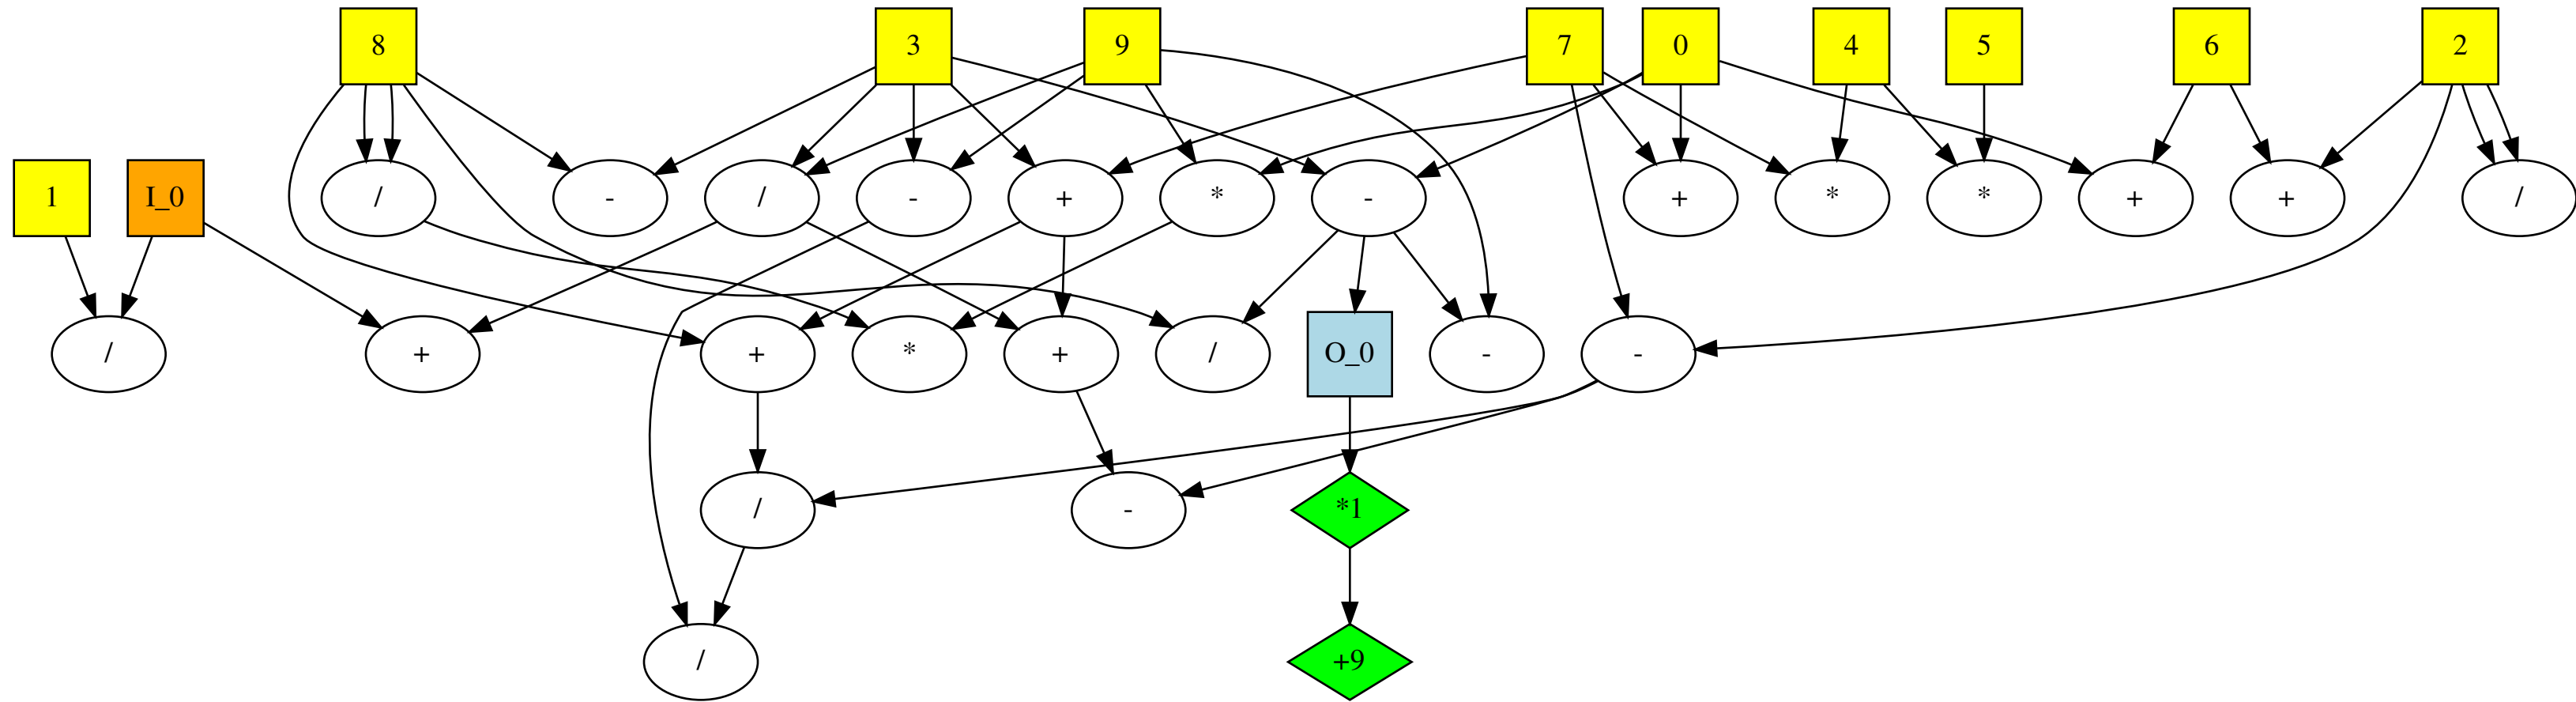 8 3 9 7 0 4 5 6 2
1 I_0 / - / - + * - + * * + + /
/ + + * + / O_0 - -
/ - *1
/ +9